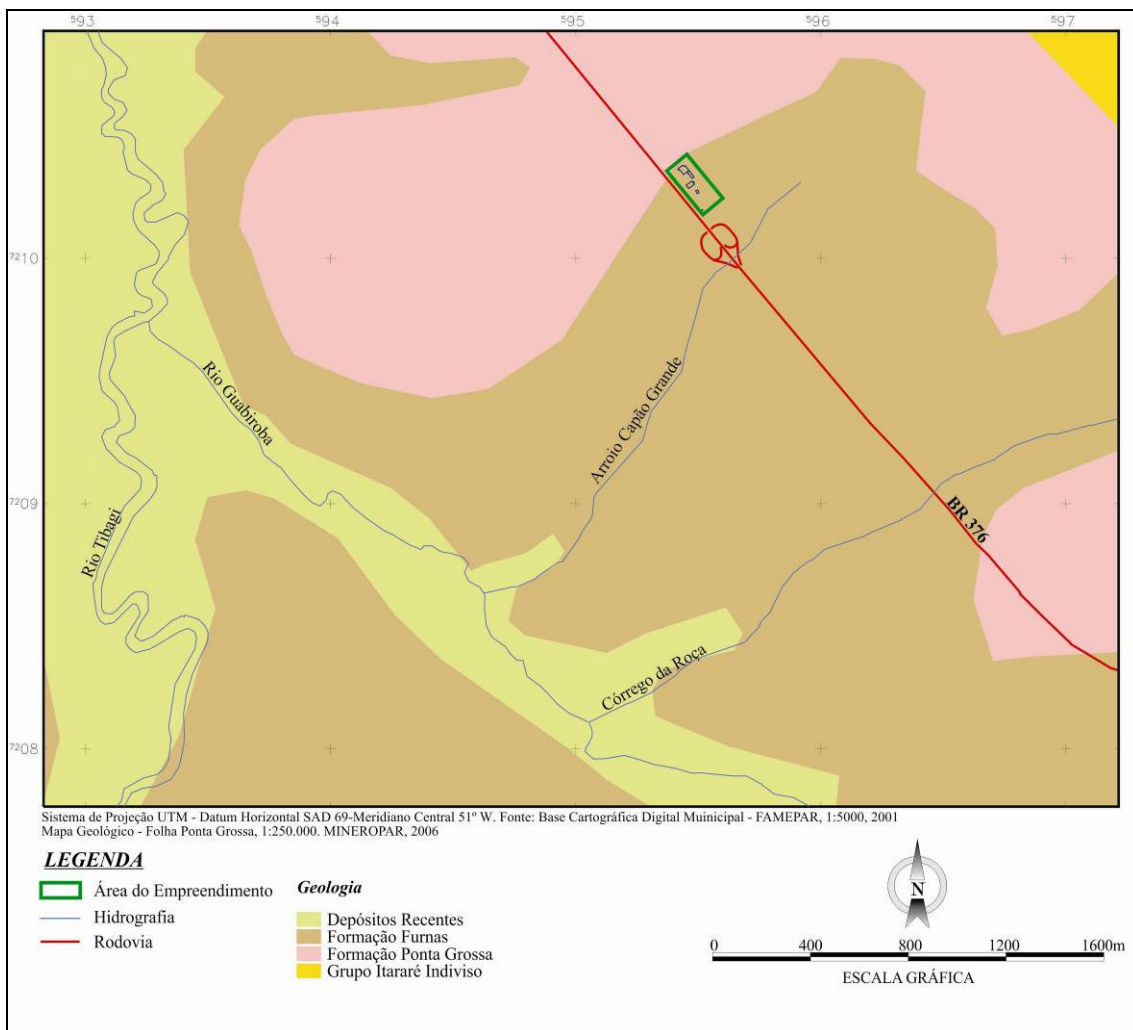 593 594 595 596 597
7210
7209
7208
Rio Guabiroba
Arroio Capão Grande
Rio Tibagi
BR 376
Córrego da Roça
Sistema de Projeção UTM - Datum Horizontal SAD 69-Meridiano Central 51º W. Fonte: Base Cartográfica Digital Muinicipal - FAMEPAR, 1:5000, 2001
Mapa Geológico - Folha Ponta Grossa, 1:250.000. MINEROPAR, 2006
LEGENDA
Área do Empreendimento
Hidrografia
Rodovia
Geologia
Depósitos Recentes
Formação Furnas
Formação Ponta Grossa
Grupo Itararé Indiviso
N
0 400 800 1200 1600m
ESCALA GRÁFICA